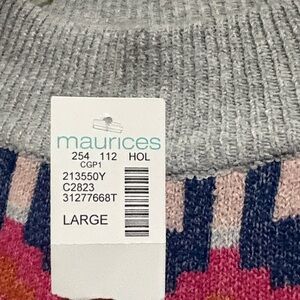 maurices
254 112 HOL
CGP1
213550Y
C2823
31277668T
LARGE